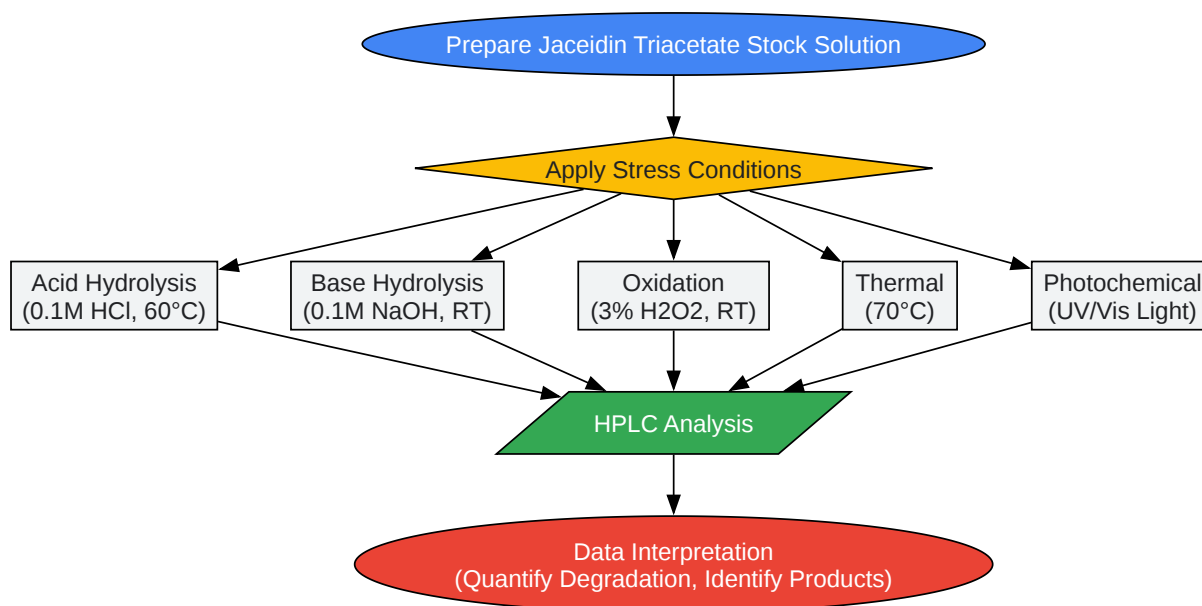 Prepare Jaceidin Triacetate Stock Solution
Apply Stress Conditions
Acid Hydrolysis
(0.1M HCl, 60°C)
Base Hydrolysis
(0.1M NaOH, RT)
Oxidation
(3% H2O2, RT)
Thermal
(70°C)
Photochemical
(UV/Vis Light)
HPLC Analysis
Data Interpretation
(Quantify Degradation, Identify Products)